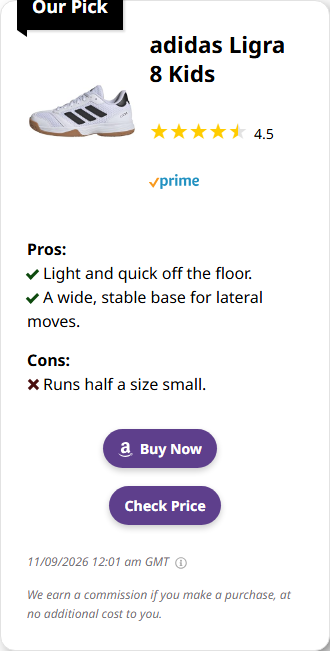 Our Pick
adidas Ligra
8 Kids
4.5
prime
Pros:
Light and quick off the floor.
A wide, stable base for lateral
moves.
Cons:
Runs half a size small.
Buy Now
Check Price
11/09/2026 12:01 am GMT
We earn a commission if you make a purchase, at
no additional cost to you.